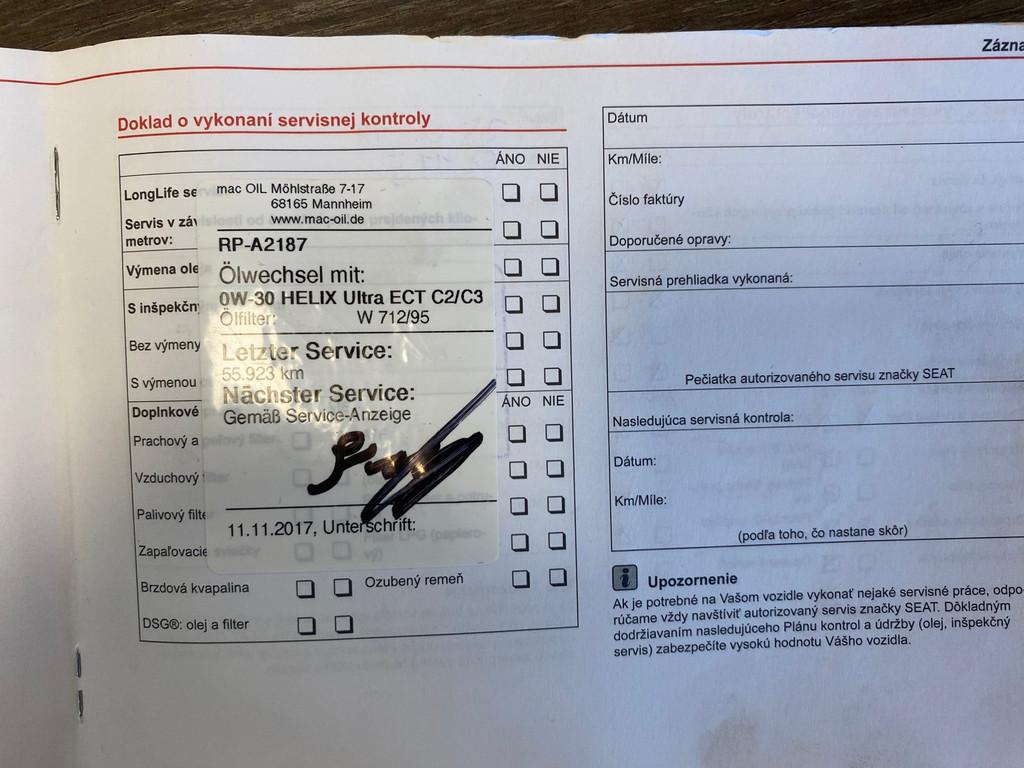 Zázna
Doklad o vykonaní servisnej kontroly
ÁNO NIE
LongLife se
Servis v záv
metrov:
Výmena ole
S inšpekčn
Bez výmeny
S výmenou
Doplnkové
ÁNO NIE
Prachový a
Vzduchový
Palivový filte
Zapaľovacie
Brzdová kvapalina
Ozubený remeň
DSG®: olej a filter
mac OIL Möhlstraße 7-17
68165 Mannheim
www.mac-oil.de
RP-A2187
Ölwechsel mit:
0W-30 HELIX Ultra ECT C2/C3
Ölfilter: W 712/95
Letzter Service:
55.923 km
Nächster Service:
Gemäß Service-Anzeige
11.11.2017, Unterschrift:
Dátum
Km/Míle:
Číslo faktúry
Doporučené opravy:
Servisná prehliadka vykonaná:
Pečiatka autorizovaného servisu značky SEAT
Nasledujúca servisná kontrola:
Dátum:
Km/Míle:
(podľa toho, čo nastane skôr)
i Upozornenie
Ak je potrebné na Vašom vozidle vykonať nejaké servisné práce, odpo-
rúčame vždy navštíviť autorizovaný servis značky SEAT. Dôkladným
dodržiavaním nasledujúceho Plánu kontrol a údržby (olej, inšpekčný
servis) zabezpečíte vysokú hodnotu Vášho vozidla.